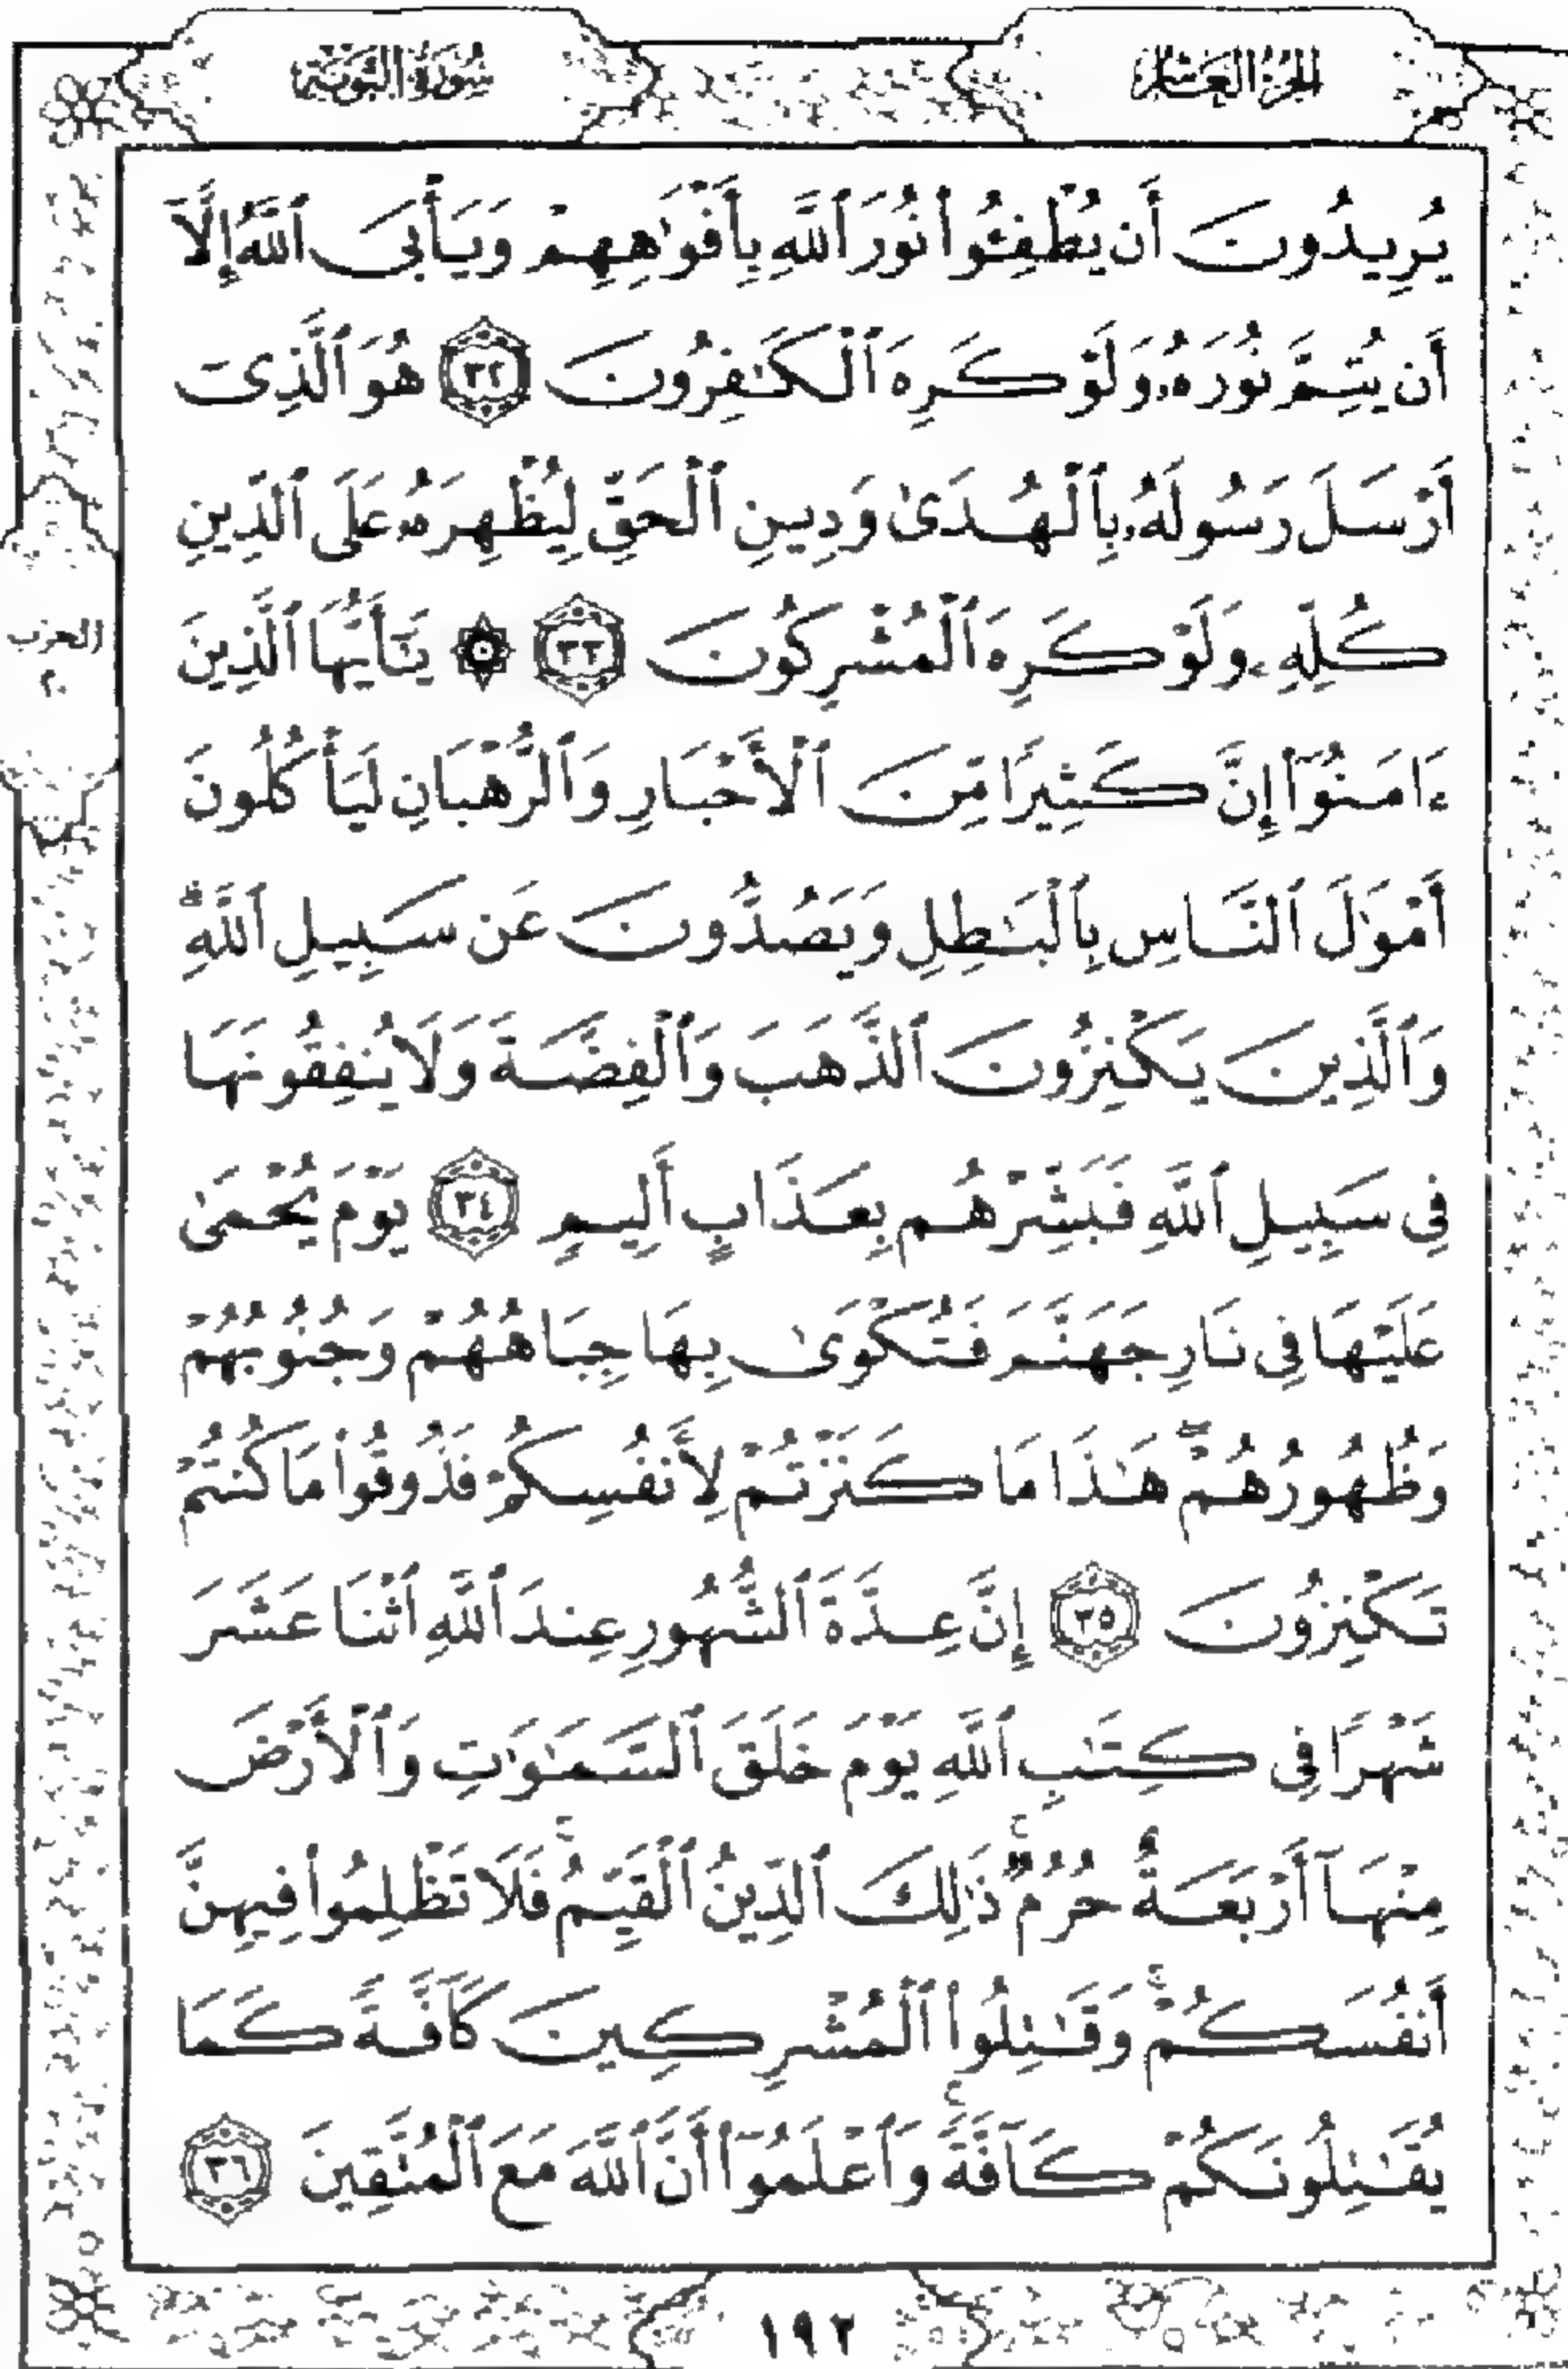 الجزء العاشر
سورة التوبة
يُرِيدُونَ أَن يُطْفِـُٔوا۟ نُورَ ٱللَّهِ بِأَفْوَٰهِهِمْ وَيَأْبَى ٱللَّهُ إِلَّآ
أَن يُتِمَّ نُورَهُۥ وَلَوْ كَرِهَ ٱلْكَـٰفِرُونَ ٣٢ هُوَ ٱلَّذِىٓ
أَرْسَلَ رَسُولَهُۥ بِٱلْهُدَىٰ وَدِينِ ٱلْحَقِّ لِيُظْهِرَهُۥ عَلَى ٱلدِّينِ
كُلِّهِۦ وَلَوْ كَرِهَ ٱلْمُشْرِكُونَ ٣٣ ۞ يَـٰٓأَيُّهَا ٱلَّذِينَ
ءَامَنُوٓا۟ إِنَّ كَثِيرًا مِّنَ ٱلْأَحْبَارِ وَٱلرُّهْبَانِ لَيَأْكُلُونَ
أَمْوَٰلَ ٱلنَّاسِ بِٱلْبَـٰطِلِ وَيَصُدُّونَ عَن سَبِيلِ ٱللَّهِ ۗ
وَٱلَّذِينَ يَكْنِزُونَ ٱلذَّهَبَ وَٱلْفِضَّةَ وَلَا يُنفِقُونَهَا
فِى سَبِيلِ ٱللَّهِ فَبَشِّرْهُم بِعَذَابٍ أَلِيمٍ ٣٤ يَوْمَ يُحْمَىٰ
عَلَيْهَا فِى نَارِ جَهَنَّمَ فَتُكْوَىٰ بِهَا جِبَاهُهُمْ وَجُنُوبُهُمْ
وَظُهُورُهُمْ ۖ هَـٰذَا مَا كَنَزْتُمْ لِأَنفُسِكُمْ فَذُوقُوا۟ مَا كُنتُمْ
تَكْنِزُونَ ٣٥ إِنَّ عِدَّةَ ٱلشُّهُورِ عِندَ ٱللَّهِ ٱثْنَا عَشَرَ
شَهْرًا فِى كِتَـٰبِ ٱللَّهِ يَوْمَ خَلَقَ ٱلسَّمَـٰوَٰتِ وَٱلْأَرْضَ
مِنْهَآ أَرْبَعَةٌ حُرُمٌ ۚ ذَٰلِكَ ٱلدِّينُ ٱلْقَيِّمُ ۚ فَلَا تَظْلِمُوا۟ فِيهِنَّ
أَنفُسَكُمْ ۚ وَقَـٰتِلُوا۟ ٱلْمُشْرِكِينَ كَآفَّةً كَمَا
يُقَـٰتِلُونَكُمْ كَآفَّةً ۚ وَٱعْلَمُوٓا۟ أَنَّ ٱللَّهَ مَعَ ٱلْمُتَّقِينَ ٣٦
الحزب
١٩٢